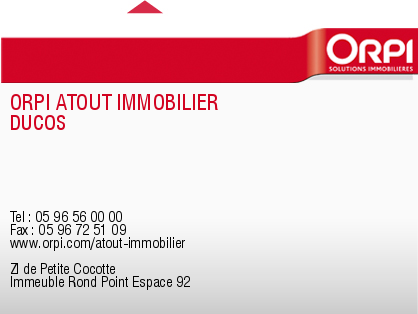 ORPI
SOLUTIONS IMMOBILIÈRES
ORPI ATOUT IMMOBILIER
DUCOS
Tel : 05 96 56 00 00
Fax : 05 96 72 51 09
www.orpi.com/atout-immobilier
ZI de Petite Cocotte
Immeuble Rond Point Espace 92